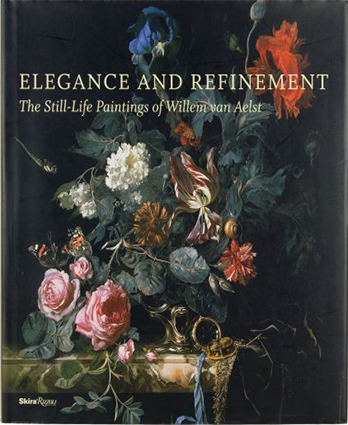 ELEGANCE AND REFINEMENT
The Still-Life Paintings of Willem van Aelst
Skira Rizzoli